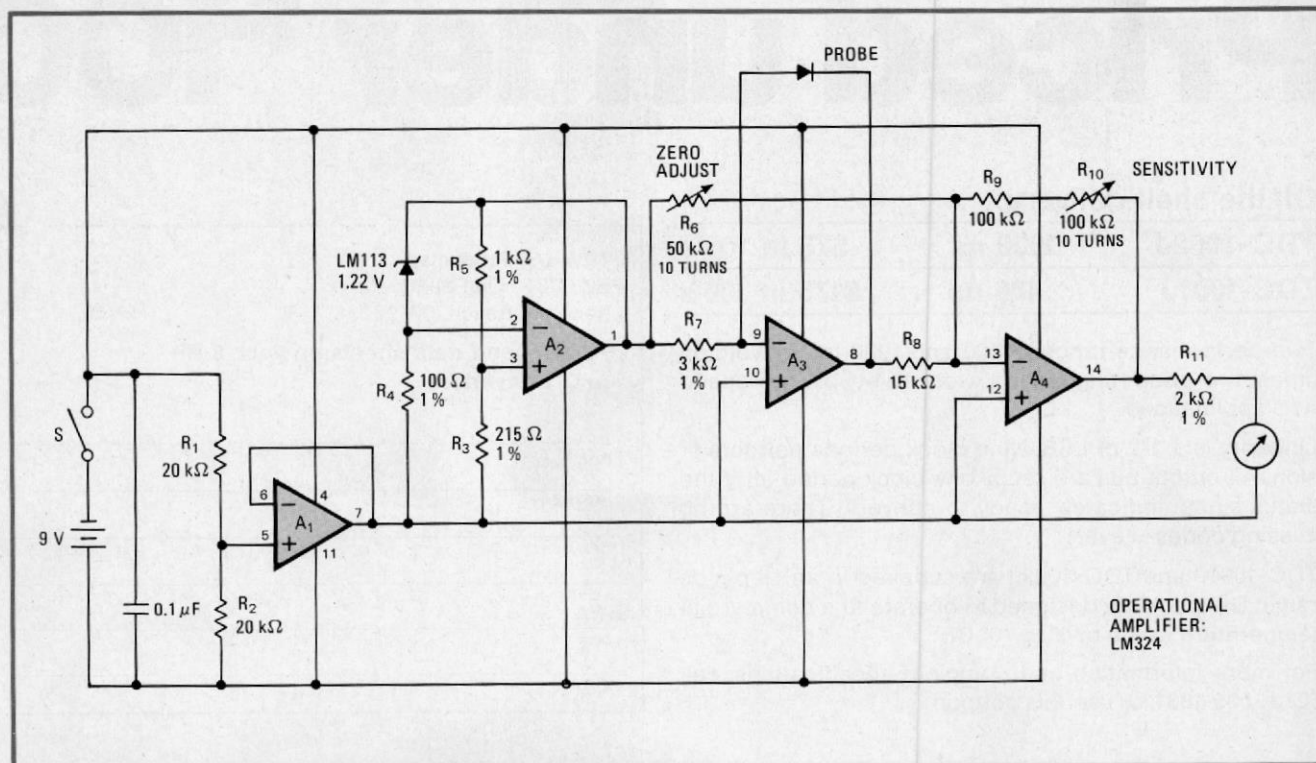 PROBE
ZERO
ADJUST
R6
50 kΩ
10 TURNS
R9
100 kΩ
R10
100 kΩ
10 TURNS
SENSITIVITY
LM113
1.22 V
R5
1 kΩ
1 %
2
3
A2
1
R7
3 kΩ
1 %
9
10
A3
8
R8
15 kΩ
13
12
A4
14
R11
2 kΩ
1 %
R4
100 Ω
1 %
R3
215 Ω
1 %
S
9 V
0.1 μF
R1
20 kΩ
R2
20 kΩ
6
5
A1
4
11
7
OPERATIONAL
AMPLIFIER:
LM324